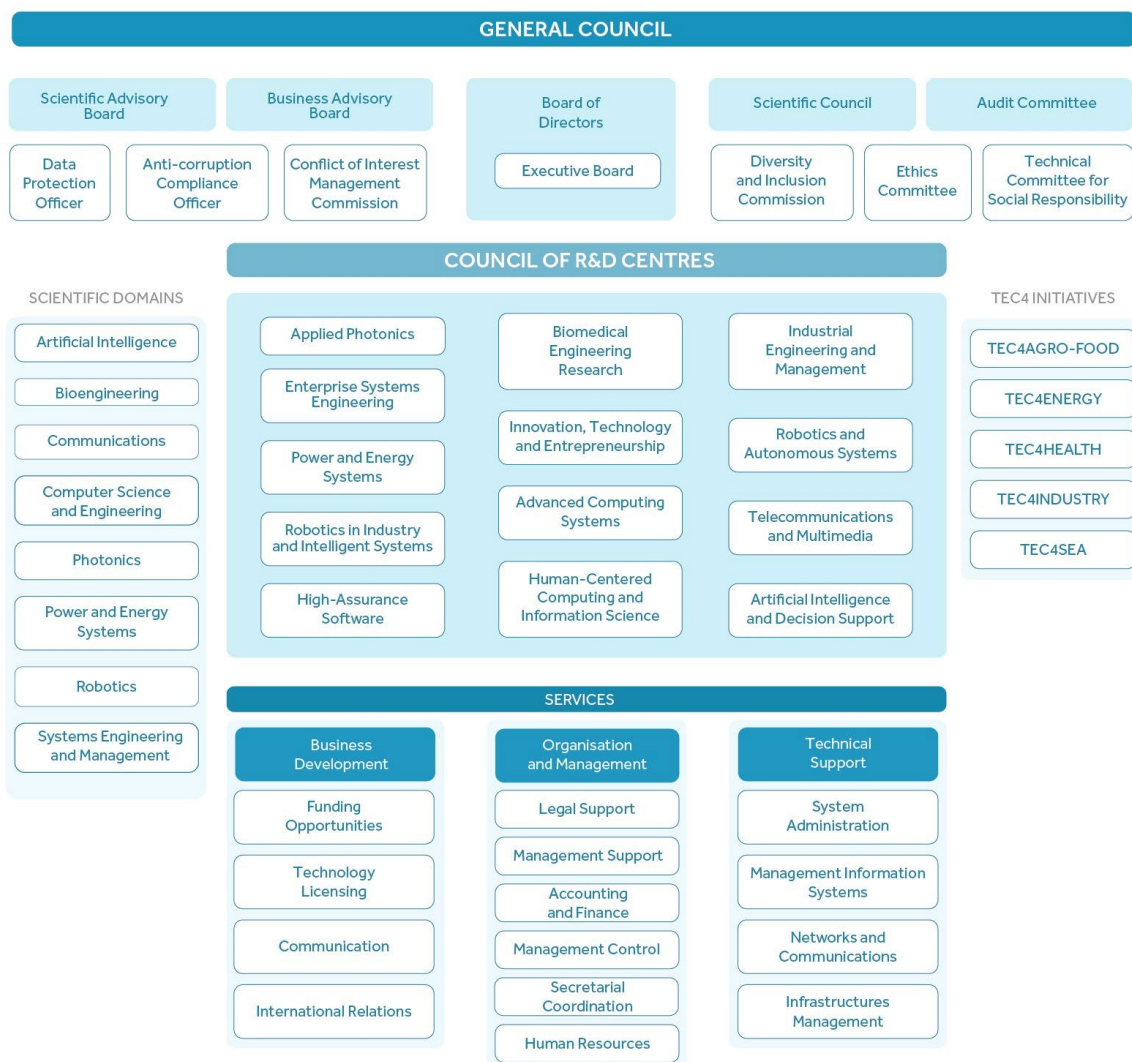 GENERAL COUNCIL
Scientific Advisory
Board
Business Advisory
Board
Board of
Directors
Scientific Council
Audit Committee
Data
Protection
Officer
Anti-corruption
Compliance
Officer
Conflict of Interest
Management
Commission
Executive Board
Diversity
and Inclusion
Commission
Ethics
Committee
Technical
Committee for
Social Responsibility
COUNCIL OF R&D CENTRES
SCIENTIFIC DOMAINS
Artificial Intelligence
Bioengineering
Communications
Computer Science
and Engineering
Photonics
Power and Energy
Systems
Robotics
Systems Engineering
and Management
Applied Photonics
Enterprise Systems
Engineering
Power and Energy
Systems
Robotics in Industry
and Intelligent Systems
High-Assurance
Software
Biomedical
Engineering
Research
Innovation, Technology
and Entrepreneurship
Advanced Computing
Systems
Human-Centered
Computing and
Information Science
Industrial
Engineering and
Management
Robotics and
Autonomous Systems
Telecommunications
and Multimedia
Artificial Intelligence
and Decision Support
TEC4 INITIATIVES
TEC4AGRO-FOOD
TEC4ENERGY
TEC4HEALTH
TEC4INDUSTRY
TEC4SEA
SERVICES
Business
Development
Funding
Opportunities
Technology
Licensing
Communication
International Relations
Organisation
and Management
Legal Support
Management Support
Accounting
and Finance
Management Control
Secretarial
Coordination
Human Resources
Technical
Support
System
Administration
Management Information
Systems
Networks and
Communications
Infrastructures
Management